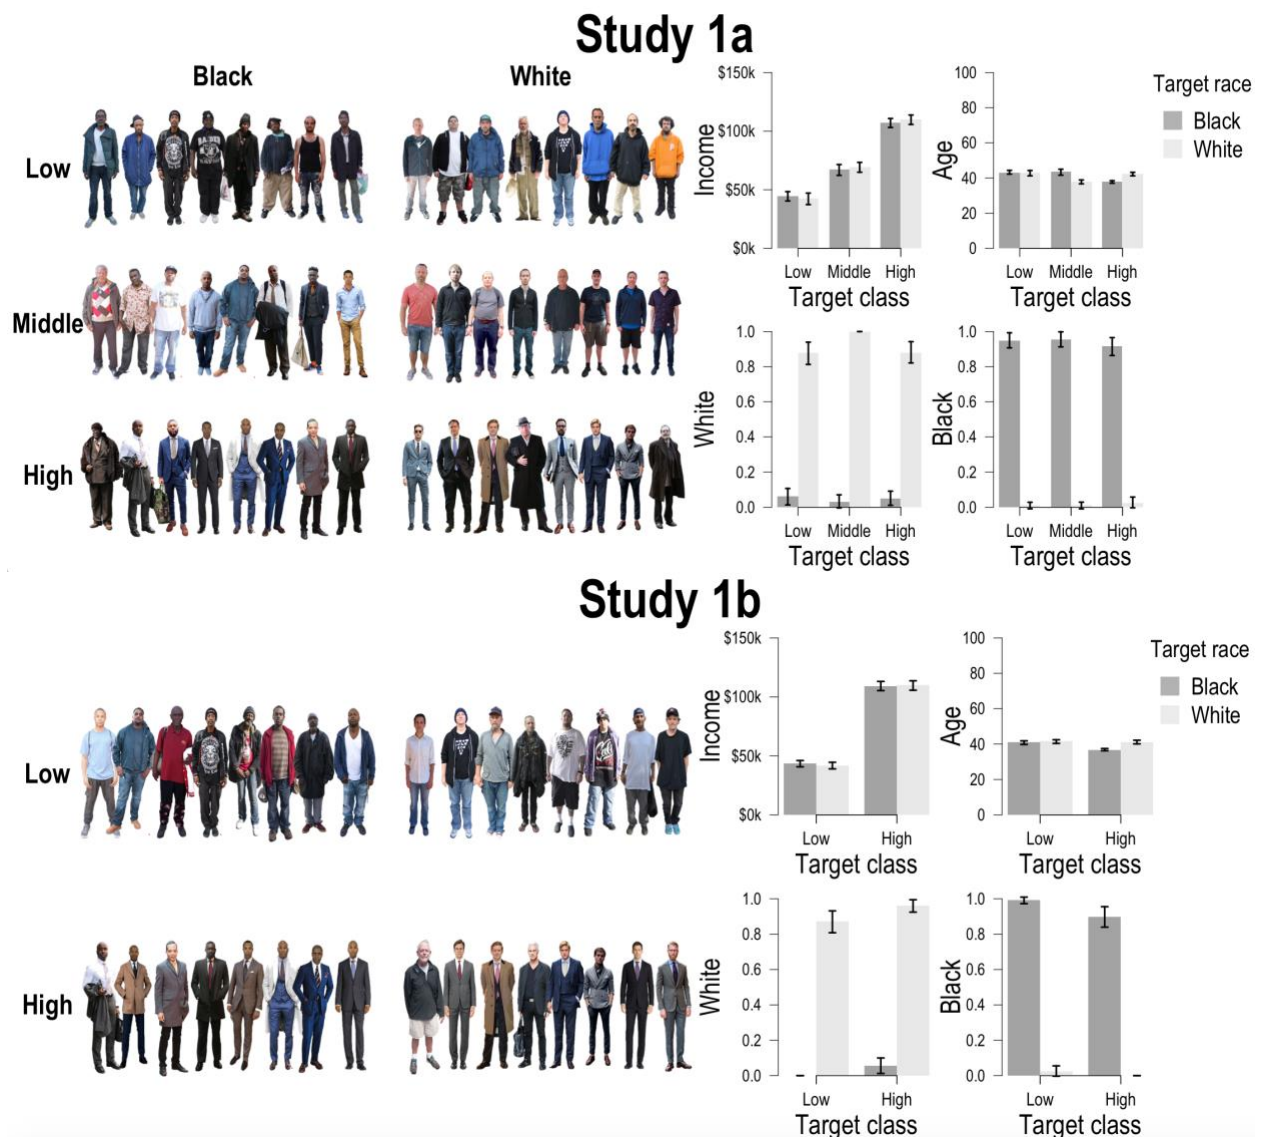 Study 1a
Black White
Low
Middle
High
Income
$150k
$100k
$50k
$0k
Low Middle High
Target class
Age
100
80
60
40
20
0
Low Middle High
Target class
Target race
Black
White
White
1.0
0.8
0.6
0.4
0.2
0.0
Low Middle High
Target class
Black
1.0
0.8
0.6
0.4
0.2
0.0
Low Middle High
Target class
Study 1b
Low
High
Income
$150k
$100k
$50k
$0k
Low High
Target class
Age
100
80
60
40
20
0
Low High
Target class
Target race
Black
White
White
1.0
0.8
0.6
0.4
0.2
0.0
Low High
Target class
Black
1.0
0.8
0.6
0.4
0.2
0.0
Low High
Target class